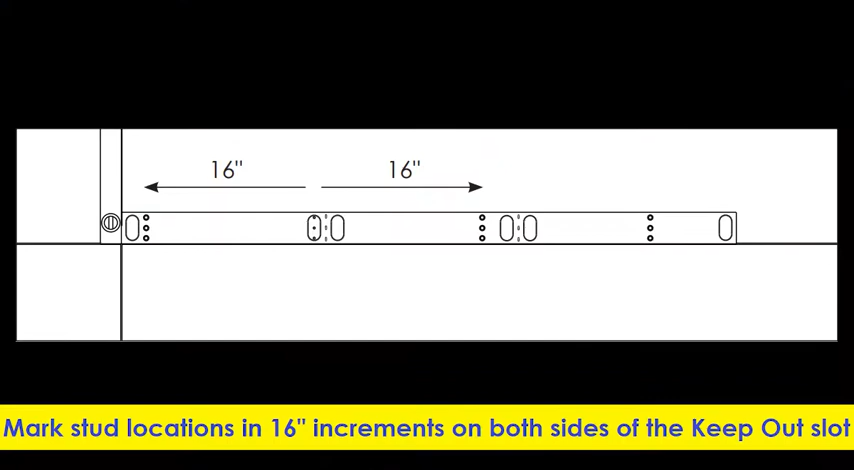 16" 16"
Mark stud locations in 16" increments on both sides of the Keep Out slot